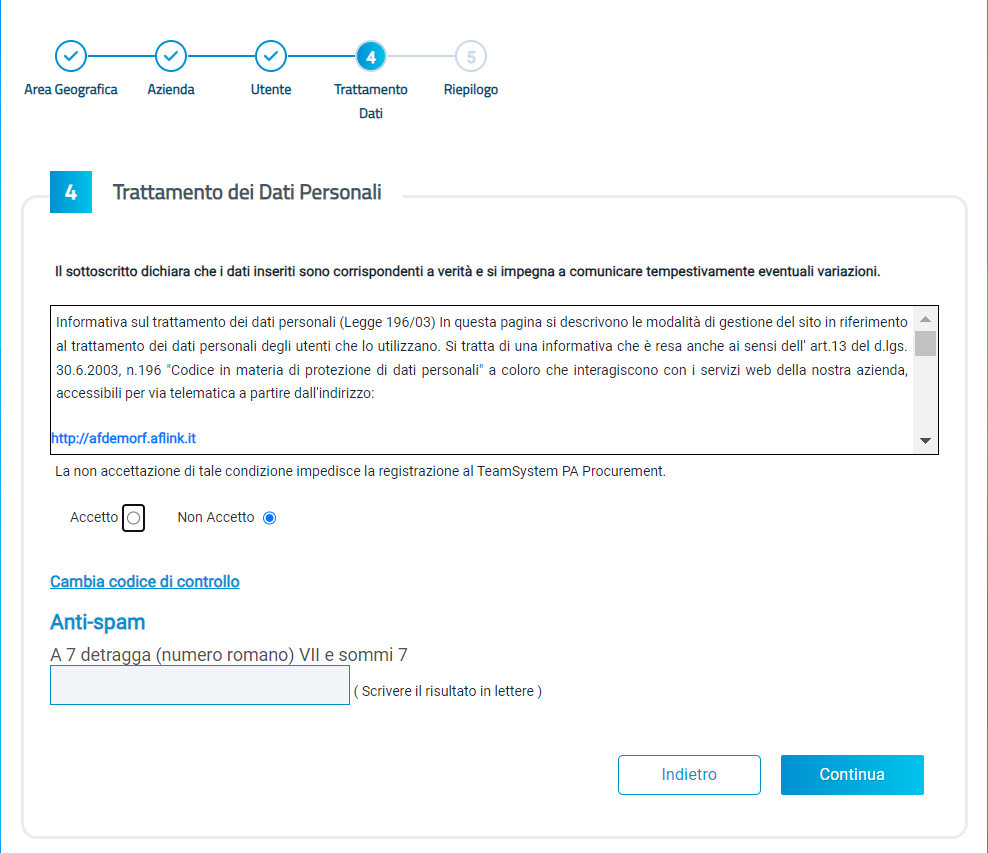 4
5
Area Geografica
Azienda
Utente
Trattamento
Dati
Riepilogo
4
Trattamento dei Dati Personali
Il sottoscritto dichiara che i dati inseriti sono corrispondenti a verità e si impegna a comunicare tempestivamente eventuali variazioni.
Informativa sul trattamento dei dati personali (Legge 196/03) In questa pagina si descrivono le modalità di gestione del sito in riferimento
al trattamento dei dati personali degli utenti che lo utilizzano. Si tratta di una informativa che è resa anche ai sensi dell' art.13 del d.lgs.
30.6.2003, n.196 "Codice in materia di protezione di dati personali" a coloro che interagiscono con i servizi web della nostra azienda,
accessibili per via telematica a partire dall'indirizzo:
http://afdemorf.aflink.it
La non accettazione di tale condizione impedisce la registrazione al TeamSystem PA Procurement.
Accetto Non Accetto
Cambia codice di controllo
Anti-spam
A 7 detragga (numero romano) VII e sommi 7
( Scrivere il risultato in lettere )
Indietro Continua